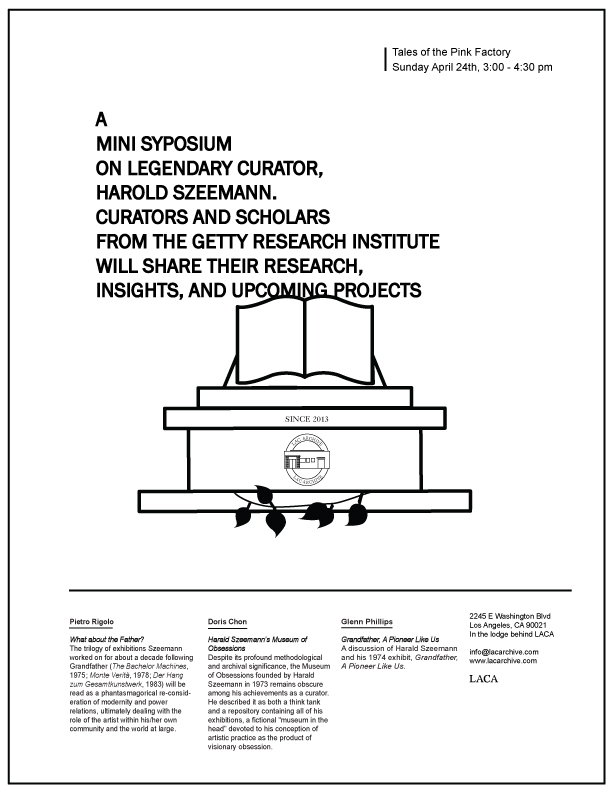 Tales of the Pink Factory
Sunday April 24th, 3:00 - 4:30 pm
A
MINI SYPOSIUM
ON LEGENDARY CURATOR,
HAROLD SZEEMANN.
CURATORS AND SCHOLARS
FROM THE GETTY RESEARCH INSTITUTE
WILL SHARE THEIR RESEARCH,
INSIGHTS, AND UPCOMING PROJECTS
SINCE 2013
LAC ARCHIVE
LAC ARCHIVE
Pietro Rigolo
What about the Father?
The trilogy of exhibitions Szeemann
worked on for about a decade following
Grandfather (The Bachelor Machines,
1975; Monte Verità, 1978; Der Hang
zum Gesamtkunstwerk, 1983) will be
read as a phantasmagorical re-consid-
eration of modernity and power
relations, ultimately dealing with the
role of the artist within his/her own
community and the world at large.
Doris Chon
Harald Szeemann's Museum of
Obsessions
Despite its profound methodological
and archival significance, the Museum
of Obsessions founded by Harald
Szeemann in 1973 remains obscure
among his achievements as a curator.
He described it as both a think tank
and a repository containing all of his
exhibitions, a fictional "museum in the
head" devoted to his conception of
artistic practice as the product of
visionary obsession.
Glenn Phillips
Grandfather, A Pioneer Like Us
A discussion of Harald Szeemann
and his 1974 exhibit, Grandfather,
A Pioneer Like Us.
2245 E Washington Blvd
Los Angeles, CA 90021
In the lodge behind LACA
info@lacarchive.com
www.lacarchive.com
LACA